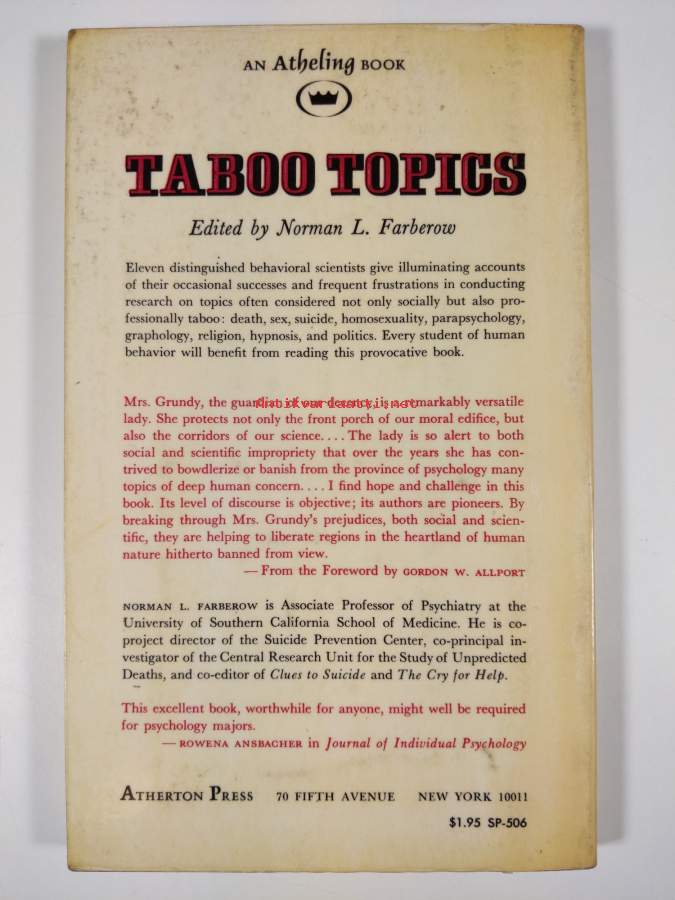 AN Atheling BOOK
TABOO TOPICS
Edited by Norman L. Farberow
Eleven distinguished behavioral scientists give illuminating accounts
of their occasional successes and frequent frustrations in conducting
research on topics often considered not only socially but also pro-
fessionally taboo: death, sex, suicide, homosexuality, parapsychology,
graphology, religion, hypnosis, and politics. Every student of human
behavior will benefit from reading this provocative book.
Mrs. Grundy, the guardian of our decency, is a remarkably versatile
lady. She protects not only the front porch of our moral edifice, but
also the corridors of our science. . . . The lady is so alert to both
social and scientific impropriety that over the years she has con-
trived to bowdlerize or banish from the province of psychology many
topics of deep human concern. . . . I find hope and challenge in this
book. Its level of discourse is objective; its authors are pioneers. By
breaking through Mrs. Grundy's prejudices, both social and scien-
tific, they are helping to liberate regions in the heartland of human
nature hitherto banned from view.
— From the Foreword by GORDON W. ALLPORT
NORMAN L. FARBEROW is Associate Professor of Psychiatry at the
University of Southern California School of Medicine. He is co-
project director of the Suicide Prevention Center, co-principal in-
vestigator of the Central Research Unit for the Study of Unpredicted
Deaths, and co-editor of Clues to Suicide and The Cry for Help.
This excellent book, worthwhile for anyone, might well be required
for psychology majors.
— ROWENA ANSBACHER in Journal of Individual Psychology
ATHERTON PRESS 70 FIFTH AVENUE NEW YORK 10011
$1.95 SP-506